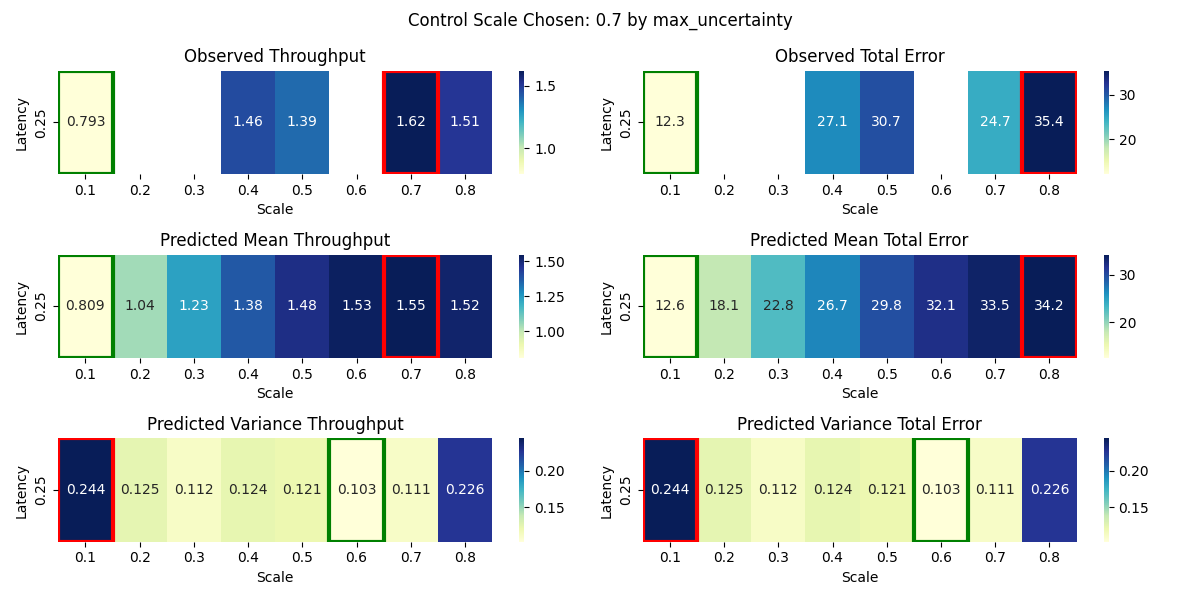 Control Scale Chosen: 0.7 by max_uncertainty
Observed Throughput
Latency
0.25
0.793 1.46 1.39 1.62 1.51
0.1 0.2 0.3 0.4 0.5 0.6 0.7 0.8
Scale
1.5
1.0
Observed Total Error
Latency
0.25
12.3 27.1 30.7 24.7 35.4
0.1 0.2 0.3 0.4 0.5 0.6 0.7 0.8
Scale
30
20
Predicted Mean Throughput
Latency
0.25
0.809 1.04 1.23 1.38 1.48 1.53 1.55 1.52
0.1 0.2 0.3 0.4 0.5 0.6 0.7 0.8
Scale
1.50
1.25
1.00
Predicted Mean Total Error
Latency
0.25
12.6 18.1 22.8 26.7 29.8 32.1 33.5 34.2
0.1 0.2 0.3 0.4 0.5 0.6 0.7 0.8
Scale
30
20
Predicted Variance Throughput
Latency
0.25
0.244 0.125 0.112 0.124 0.121 0.103 0.111 0.226
0.1 0.2 0.3 0.4 0.5 0.6 0.7 0.8
Scale
0.20
0.15
Predicted Variance Total Error
Latency
0.25
0.244 0.125 0.112 0.124 0.121 0.103 0.111 0.226
0.1 0.2 0.3 0.4 0.5 0.6 0.7 0.8
Scale
0.20
0.15